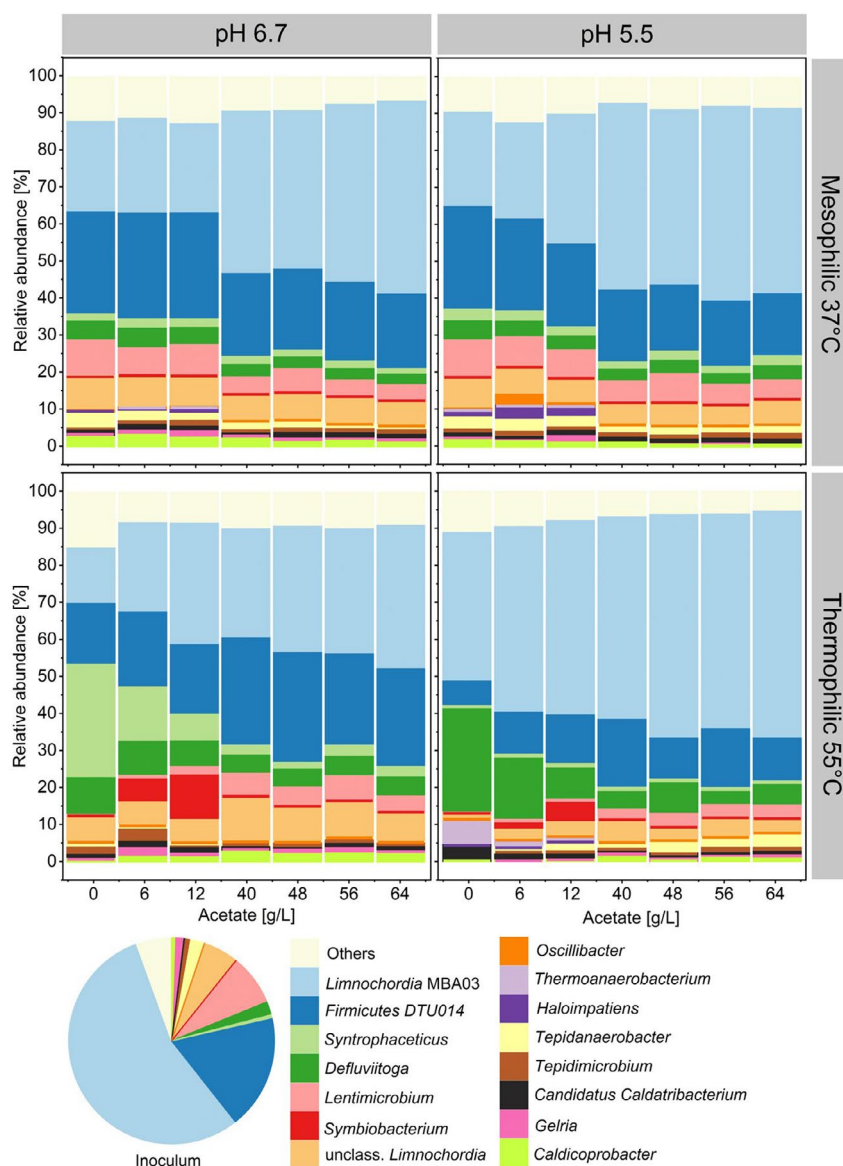 pH 6.7
pH 5.5
Relative abundance [%]
100
90
80
70
60
50
40
30
20
10
0
Mesophilic 37°C
Relative abundance [%]
100
90
80
70
60
50
40
30
20
10
0
Thermophilic 55°C
0 6 12 40 48 56 64
0 6 12 40 48 56 64
Acetate [g/L]
Acetate [g/L]
Inoculum
Others
Limnochordia MBA03
Firmicutes DTU014
Syntrophaceticus
Defluviitoga
Lentimicrobium
Symbiobacterium
unclass. Limnochordia
Oscillibacter
Thermoanaerobacterium
Haloimpatiens
Tepidanaerobacter
Tepidimicrobium
Candidatus Caldatribacterium
Gelria
Caldicoprobacter